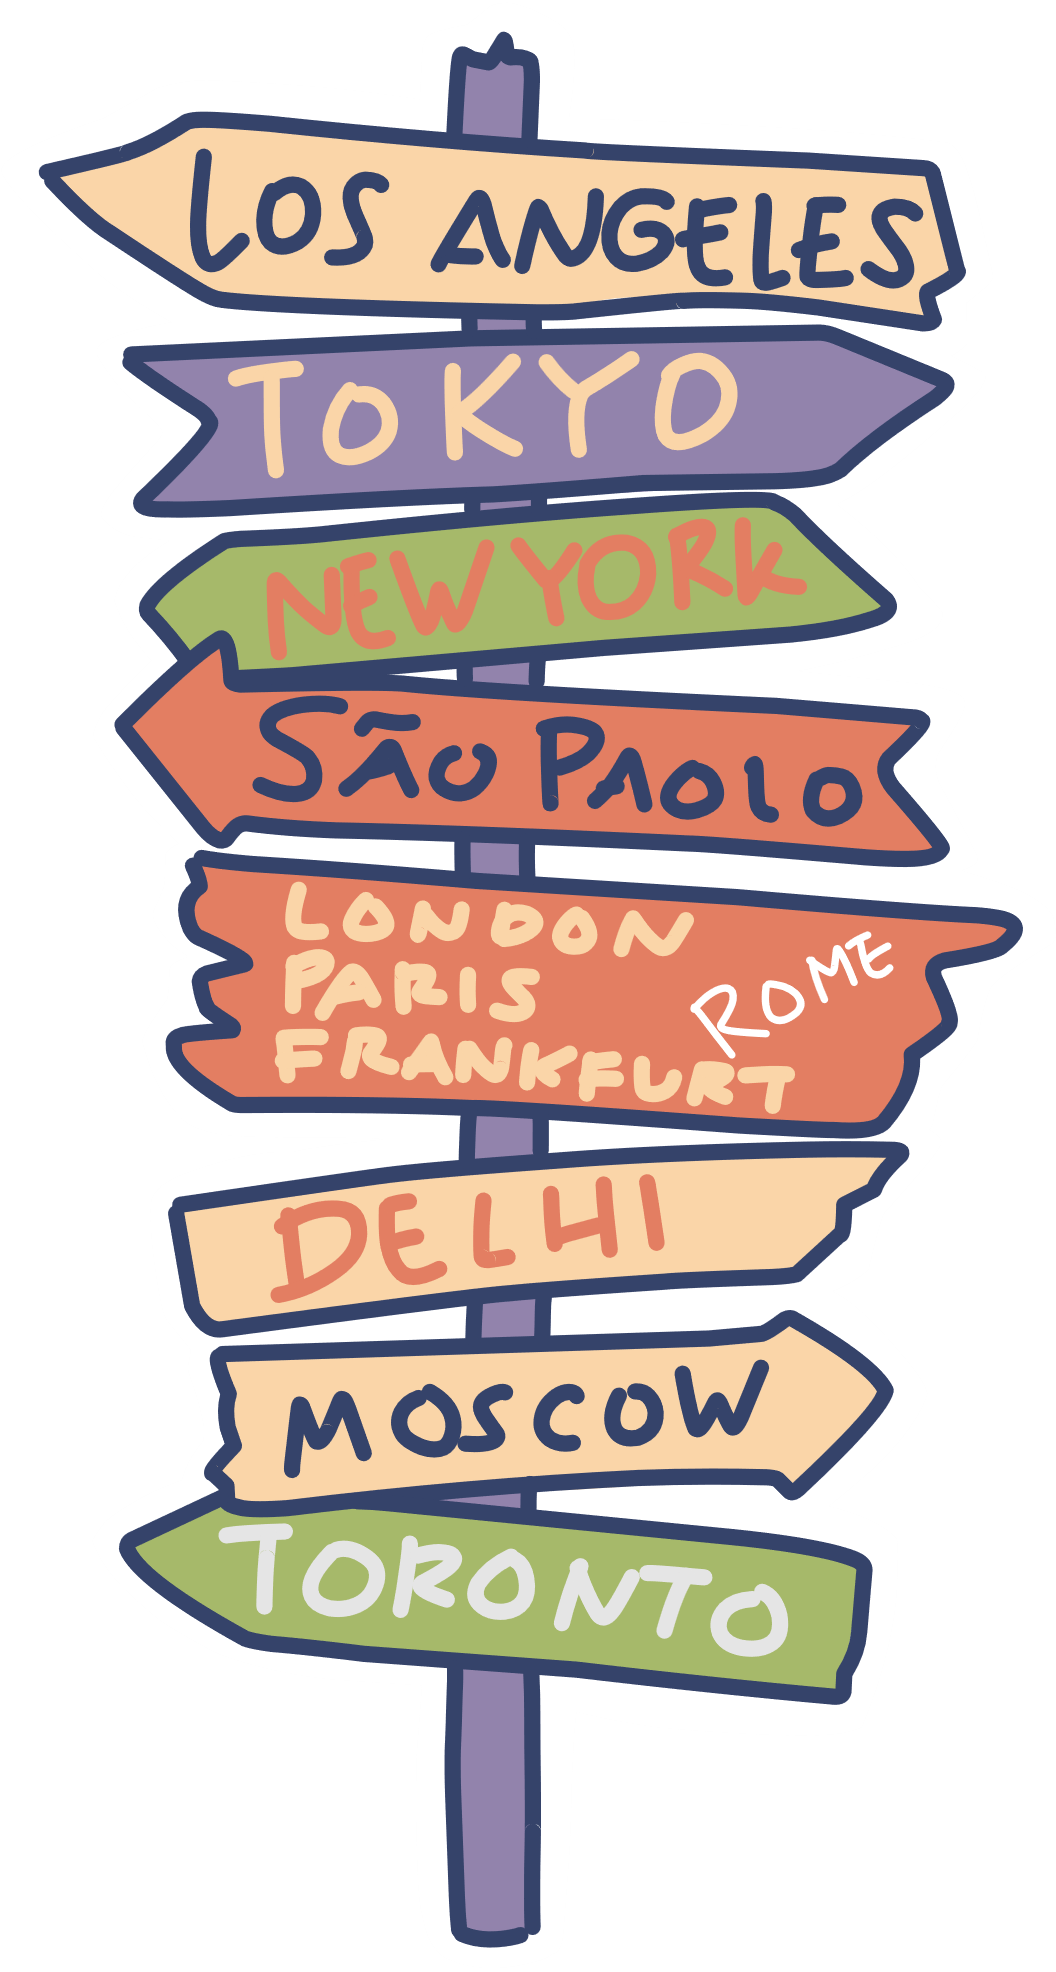 LOS ANGELES
TOKYO
NEW YORK
SÃO PAOLO
LONDON
PARIS
ROME
FRANKFURT
DELHI
MOSCOW
TORONTO